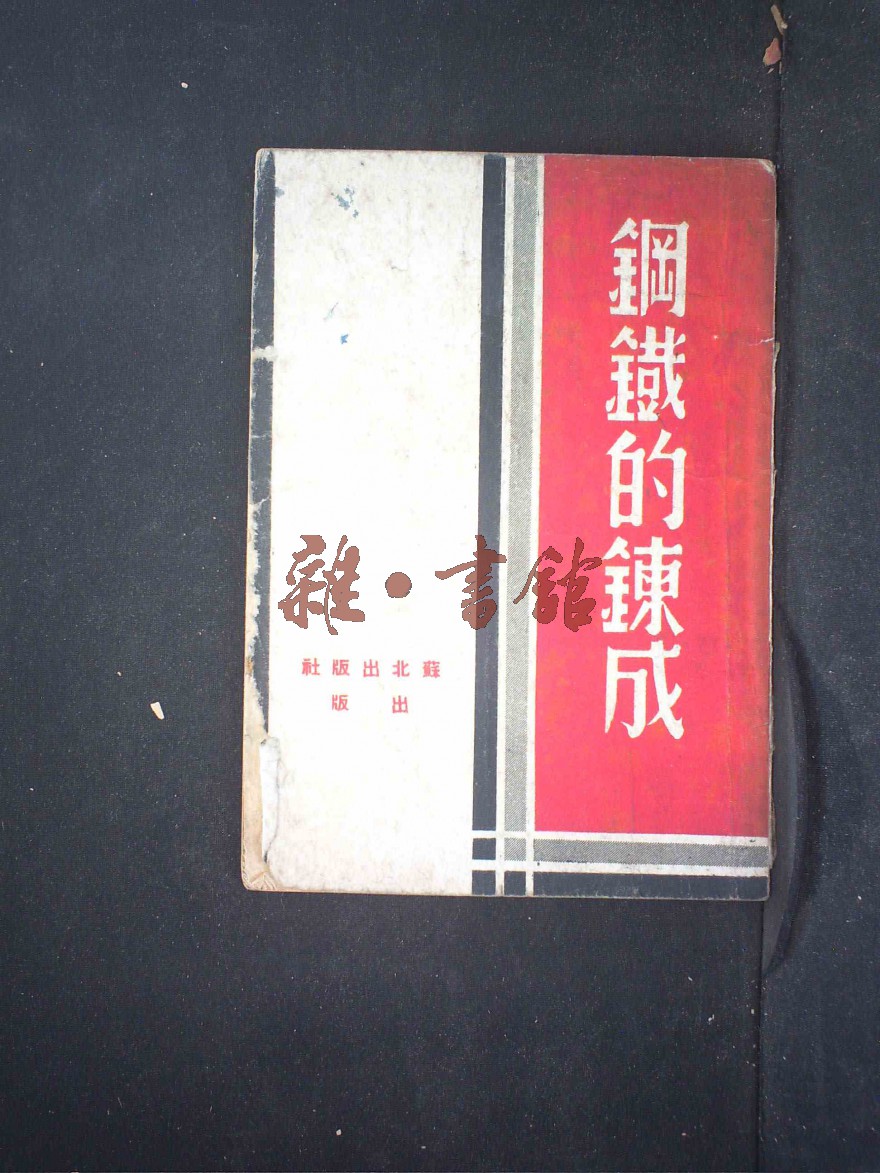 鋼鐵的鍊成
雜·書館
蘇北出版社
出版